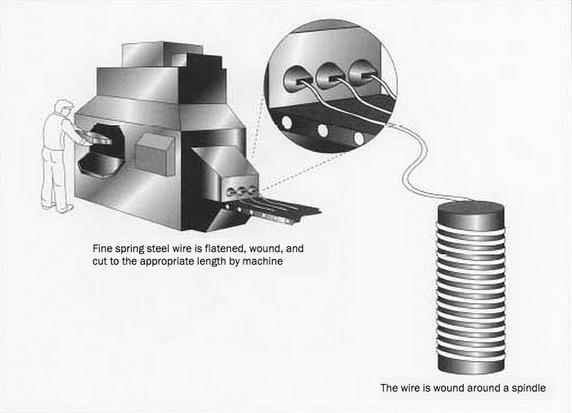 Fine spring steel wire is flatened, wound, and
cut to the appropriate length by machine
The wire is wound around a spindle